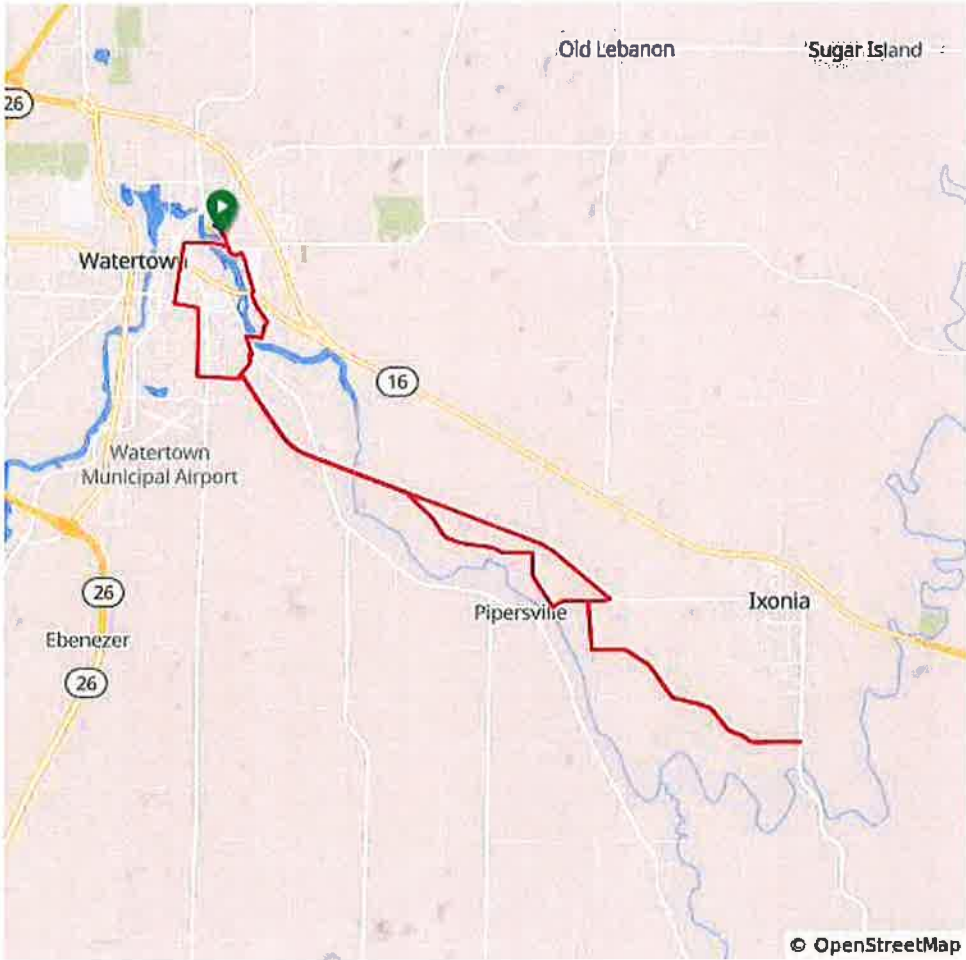 Old Lebanon
Sugar Island
26
Watertown
16
Watertown
Municipal Airport
26
Pipersville
Ixonia
Ebenezer
26
© OpenStreetMap